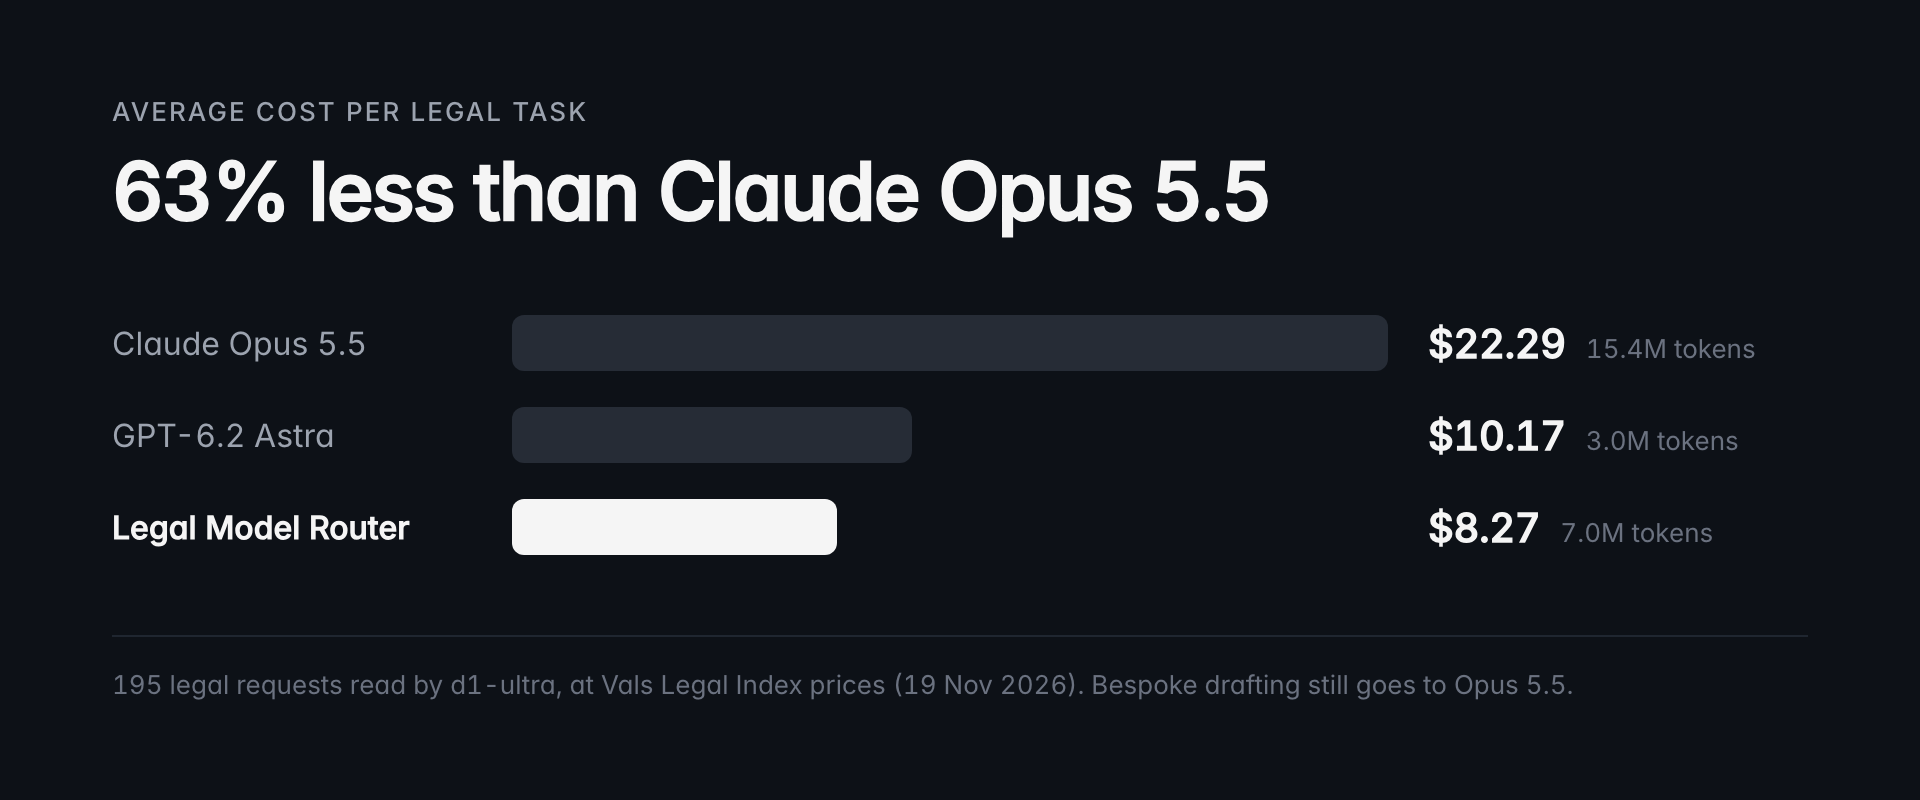 AVERAGE COST PER LEGAL TASK
63% less than Claude Opus 5.5
Claude Opus 5.5 $22.29 15.4M tokens
GPT-6.2 Astra $10.17 3.0M tokens
Legal Model Router $8.27 7.0M tokens
195 legal requests read by d1-ultra, at Vals Legal Index prices (19 Nov 2026). Bespoke drafting still goes to Opus 5.5.